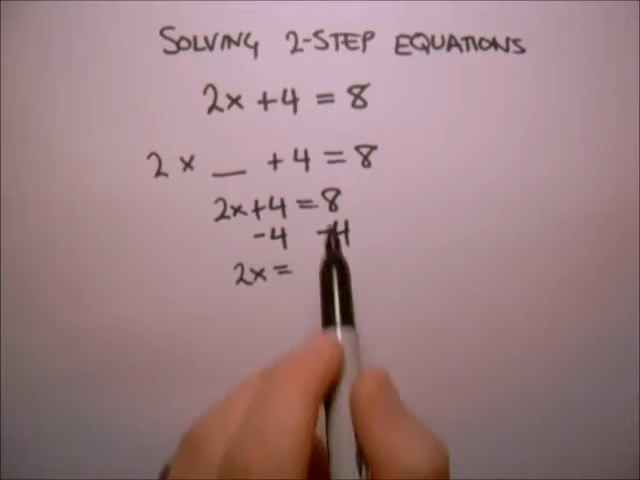 SOLVING 2-STEP EQUATIONS
2x +4 = 8
2 × __ +4 = 8
2x+4 = 8
-4 -4
2x =